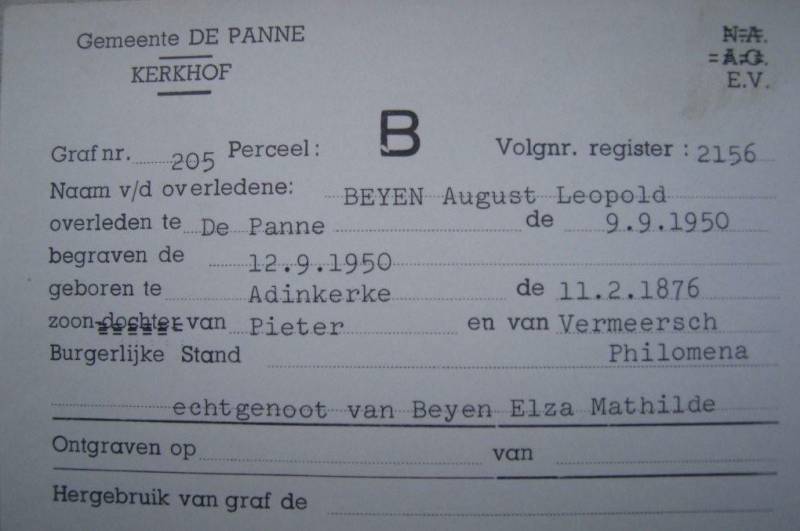 Gemeente DE PANNE
KERKHOF
N.A.
= A.G.
E.V.
Graf nr. 205 Perceel: B Volgnr. register : 2156
Naam v/d overledene: BEYEN August Leopold
overleden te De Panne de 9.9.1950
begraven de 12.9.1950
geboren te Adinkerke de 11.2.1876
zoon-dochter van Pieter en van Vermeersch
Burgerlijke Stand Philomena
echtgenoot van Beyen Elza Mathilde
Ontgraven op van
Hergebruik van graf de